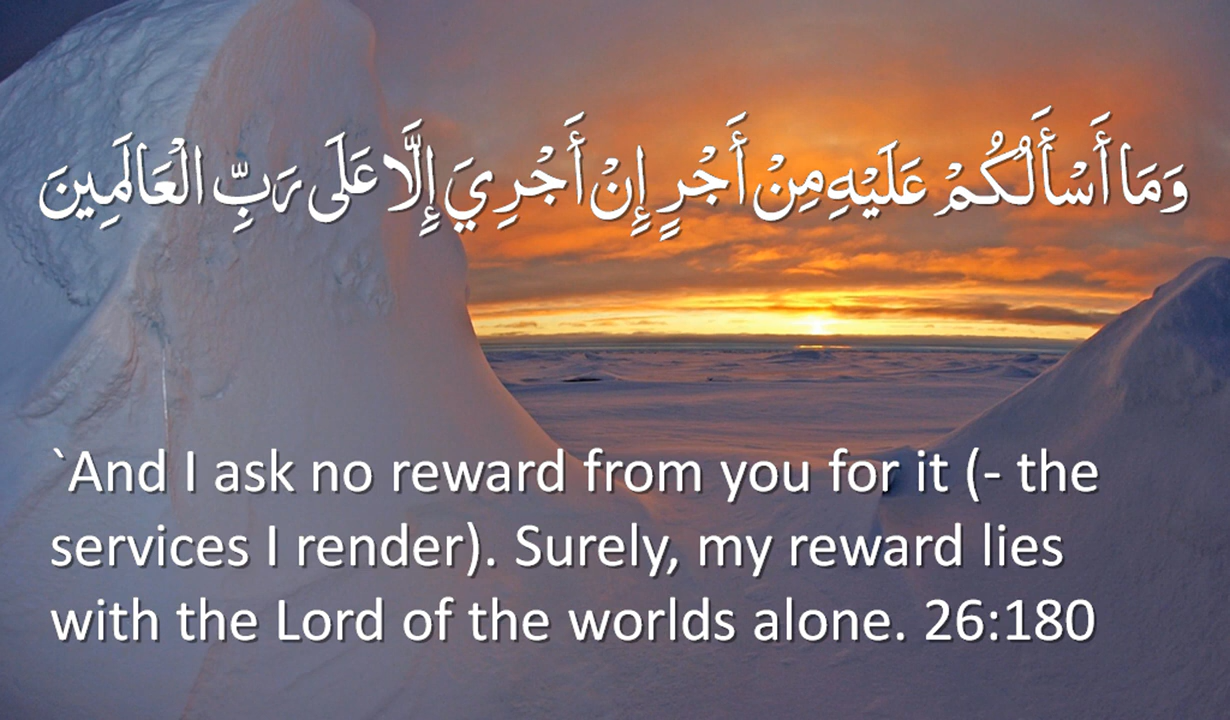 وَمَا أَسْأَلُكُمْ عَلَيْهِ مِنْ أَجْرٍ إِنْ أَجْرِيَ إِلَّا عَلَى رَبِّ الْعَالَمِينَ
`And I ask no reward from you for it (- the
services I render). Surely, my reward lies
with the Lord of the worlds alone. 26:180